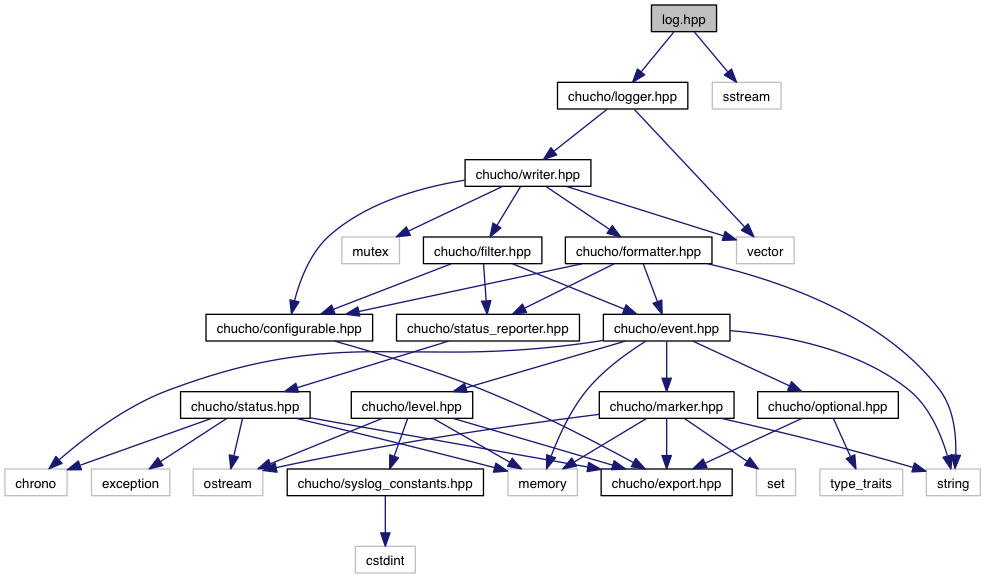 log.hpp
chucho/logger.hpp
sstream
chucho/writer.hpp
mutex
chucho/filter.hpp
chucho/formatter.hpp
vector
chucho/configurable.hpp
chucho/status_reporter.hpp
chucho/event.hpp
chucho/status.hpp
chucho/level.hpp
chucho/marker.hpp
chucho/optional.hpp
chrono
exception
ostream
chucho/syslog_constants.hpp
memory
chucho/export.hpp
set
type_traits
string
cstdint